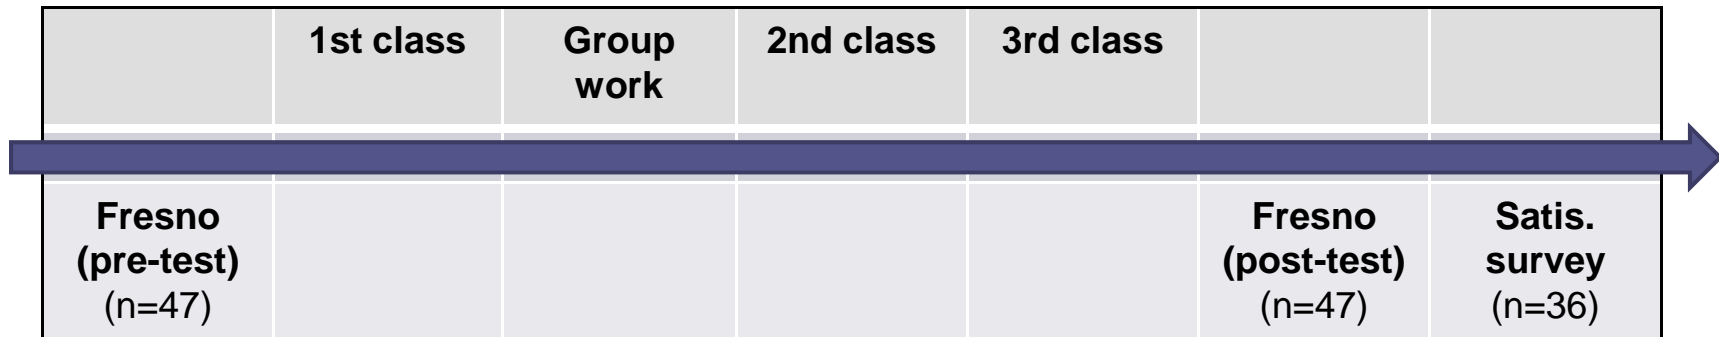 1st class
Group
work
2nd class
3rd class
Fresno
(pre-test)
(n=47)
Fresno
(post-test)
(n=47)
Satis.
survey
(n=36)